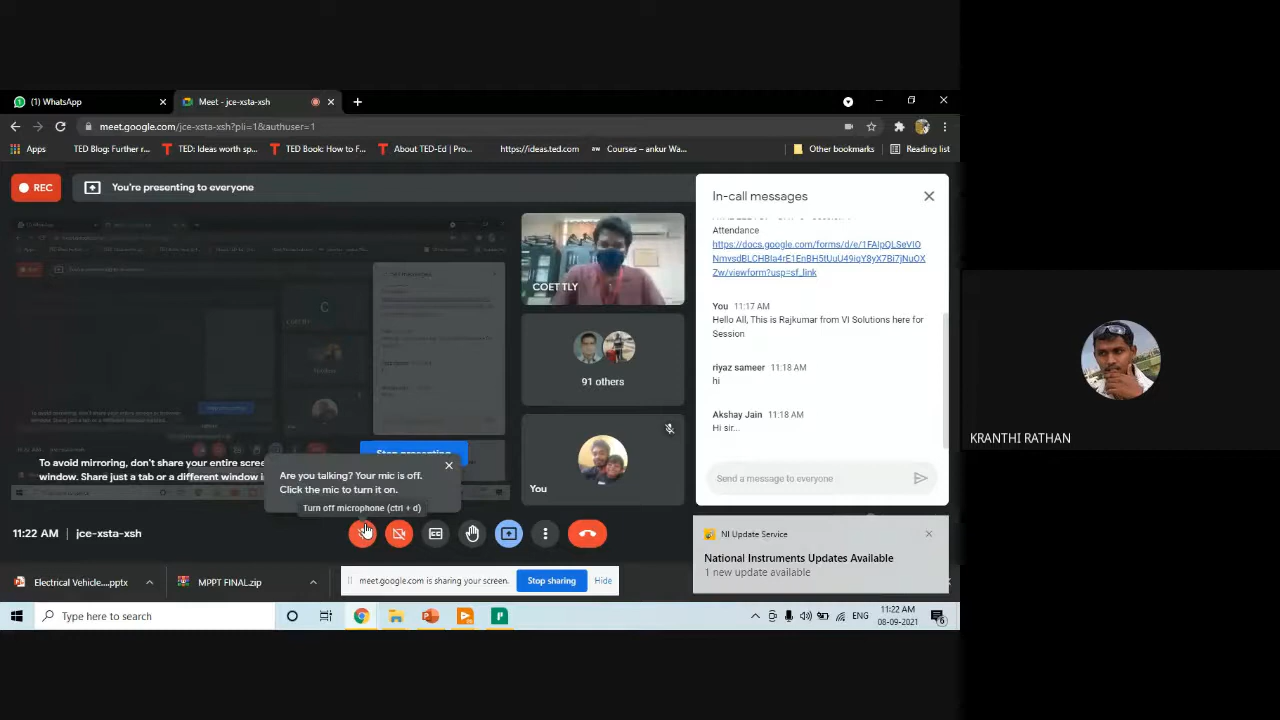 (1) WhatsApp
Meet - jce-xsta-xsh
meet.google.com/jce-xsta-xsh?pli=1&authuser=1
Apps
TED Blog: Further r...
TED: Ideas worth sp...
TED Book: How to F...
About TED-Ed | Pro...
https://ideas.ted.com
aw Courses – ankur Wa...
Other bookmarks
Reading list
REC
You're presenting to everyone
In-call messages
Attendance
https://docs.google.com/forms/d/e/1FAIpQLSeVIO
NmvsdBLCHBIa4rE1EnBH5tUuU49iqY8yX7Bi7jNuOX
Zw/viewform?usp=sf_link
You 11:17 AM
Hello All, This is Rajkumar from VI Solutions here for
Session
riyaz sameer 11:18 AM
hi
Akshay Jain 11:18 AM
Hi sir...
Send a message to everyone
COET TLY
91 others
You
KRANTHI RATHAN
Stop presenting
To avoid mirroring, don't share your entire scre
window. Share just a tab or a different window i
Are you talking? Your mic is off.
Click the mic to turn it on.
Turn off microphone (ctrl + d)
11:22 AM | jce-xsta-xsh
NI Update Service
National Instruments Updates Available
1 new update available
Electrical Vehicle....pptx
MPPT FINAL.zip
meet.google.com is sharing your screen.
Stop sharing
Hide
Type here to search
ENG
11:22 AM
08-09-2021
6